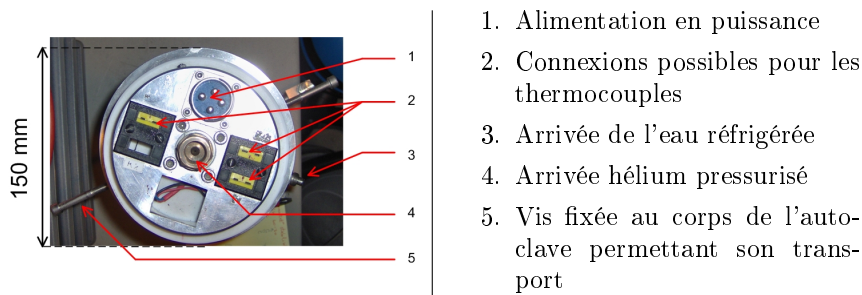 150 mm
1
2
3
4
5
1. Alimentation en puissance
2. Connexions possibles pour les
thermocouples
3. Arrivée de l'eau réfrigérée
4. Arrivée hélium pressurisé
5. Vis fixée au corps de l'auto-
clave permettant son trans-
port